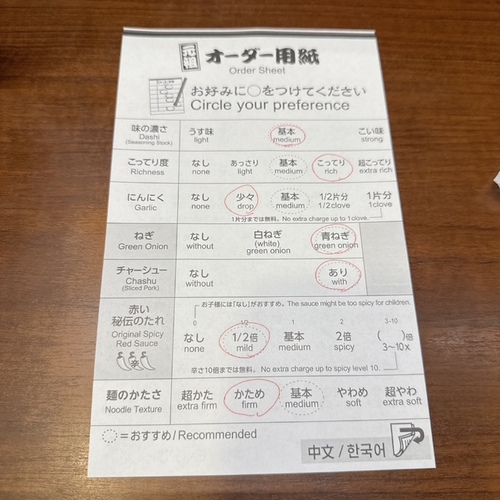 元祖 オーダー用紙
Order Sheet
お好みに○をつけてください
Circle your preference
味の濃さ
Dashi
(Seasoning Stock)
うす味
light
基本
medium
こい味
strong
こってり度
Richness
なし
none
あっさり
light
基本
medium
こってり
rich
超こってり
extra rich
にんにく
Garlic
なし
none
少々
drop
基本
medium
1/2片分
1/2clove
1片分
1clove
1片分までは無料。No extra charge up to 1clove.
ねぎ
Green Onion
なし
without
白ねぎ
(white)
green onion
青ねぎ
green onion
チャーシュー
Chashu
(Sliced Pork)
なし
without
あり
with
赤い
秘伝のたれ
Original Spicy
Red Sauce
辛
お子様には「なし」がおすすめ。The sauce might be too spicy for children.
0
1/2
1
2
3-10
なし
none
1/2倍
mild
基本
medium
2倍
spicy
( )倍
3～10x
辛さ10倍までは無料。No extra charge up to spicy level 10.
麺のかたさ
Noodle Texture
超かた
extra firm
かため
firm
基本
medium
やわめ
soft
超やわ
extra soft
=おすすめ/Recommended
中文 / 한국어